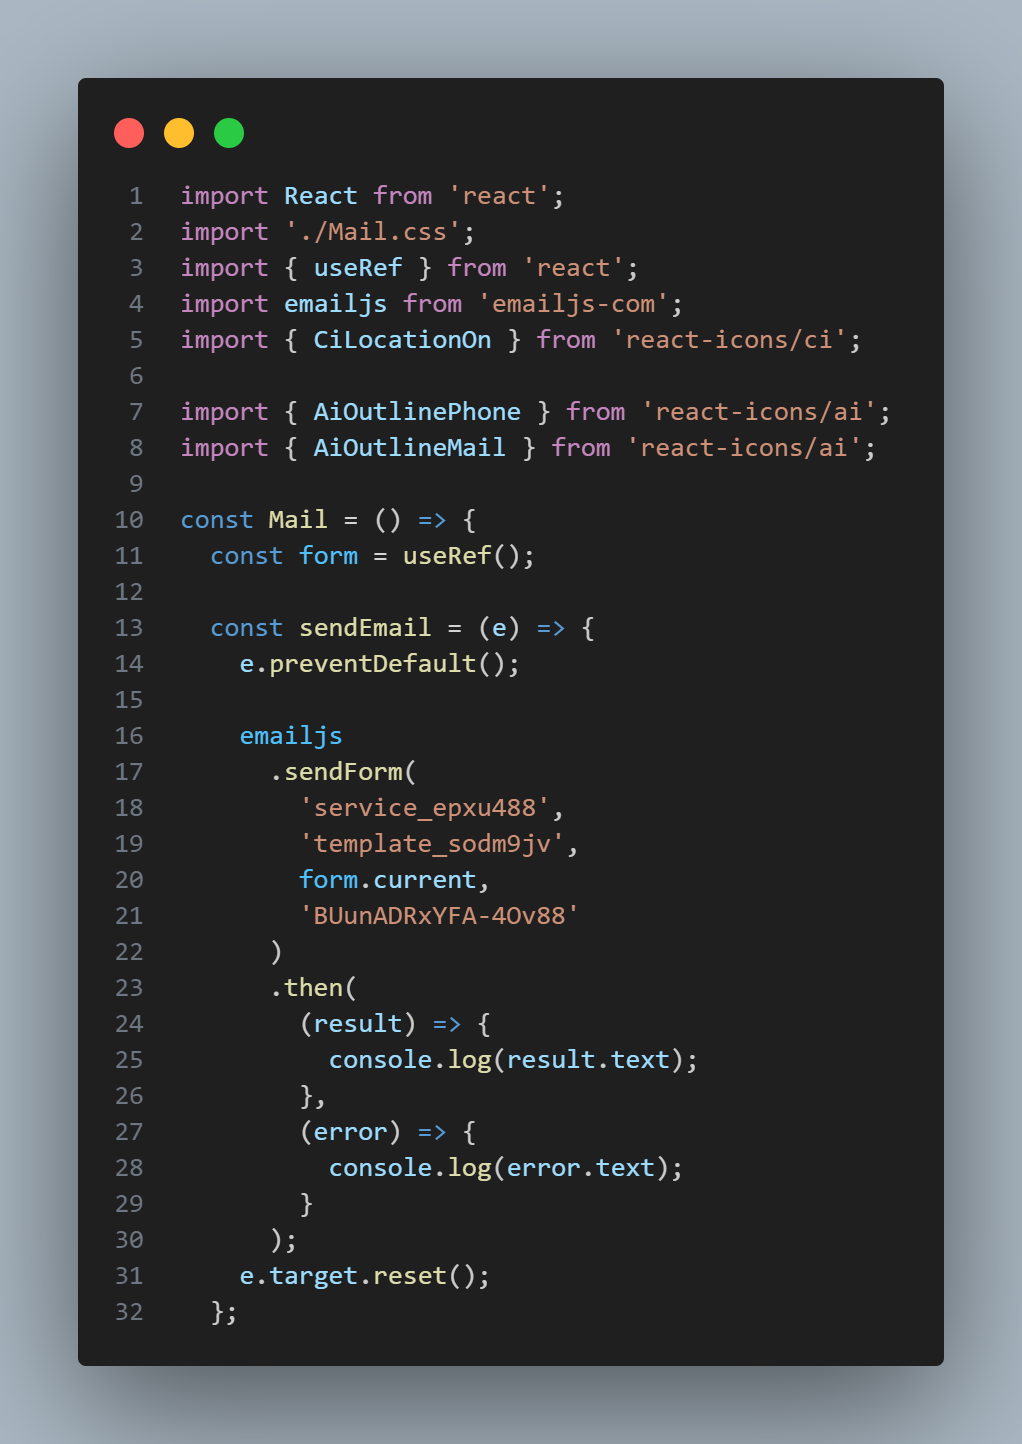 1 import React from 'react';
2 import './Mail.css';
3 import { useRef } from 'react';
4 import emailjs from 'emailjs-com';
5 import { CiLocationOn } from 'react-icons/ci';
6
7 import { AiOutlinePhone } from 'react-icons/ai';
8 import { AiOutlineMail } from 'react-icons/ai';
9
10 const Mail = () => {
11   const form = useRef();
12
13   const sendEmail = (e) => {
14     e.preventDefault();
15
16     emailjs
17       .sendForm(
18         'service_epxu488',
19         'template_sodm9jv',
20         form.current,
21         'BUunADRxYFA-4Ov88'
22       )
23       .then(
24         (result) => {
25           console.log(result.text);
26         },
27         (error) => {
28           console.log(error.text);
29         }
30       );
31     e.target.reset();
32   };